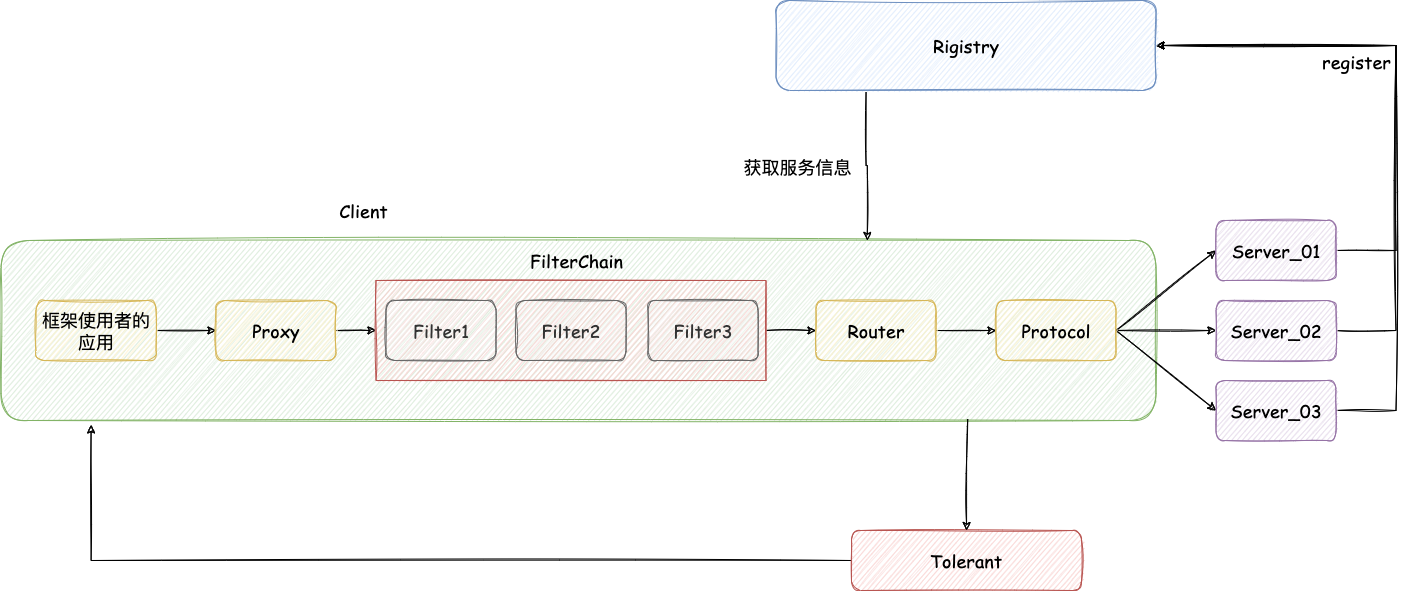 Rigistry
register
获取服务信息
Client
FilterChain
框架使用者的
应用
Proxy
Filter1
Filter2
Filter3
Router
Protocol
Server_01
Server_02
Server_03
Tolerant